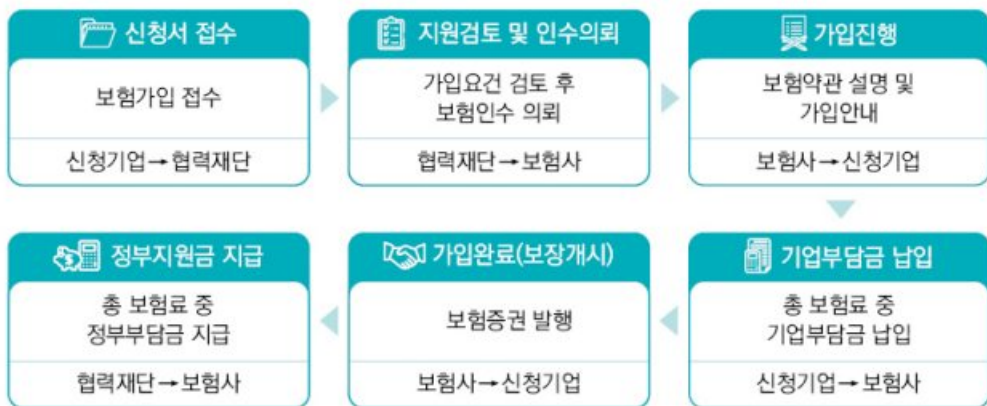 신청서 접수
보험가입 접수
신청기업→협력재단
지원검토 및 인수의뢰
가입요건 검토 후
보험인수 의뢰
협력재단→보험사
가입진행
보험약관 설명 및
가입안내
보험사→신청기업
기업부담금 납입
총 보험료 중
기업부담금 납입
신청기업→보험사
가입완료(보장개시)
보험증권 발행
보험사→신청기업
정부지원금 지급
총 보험료 중
정부부담금 지급
협력재단→보험사